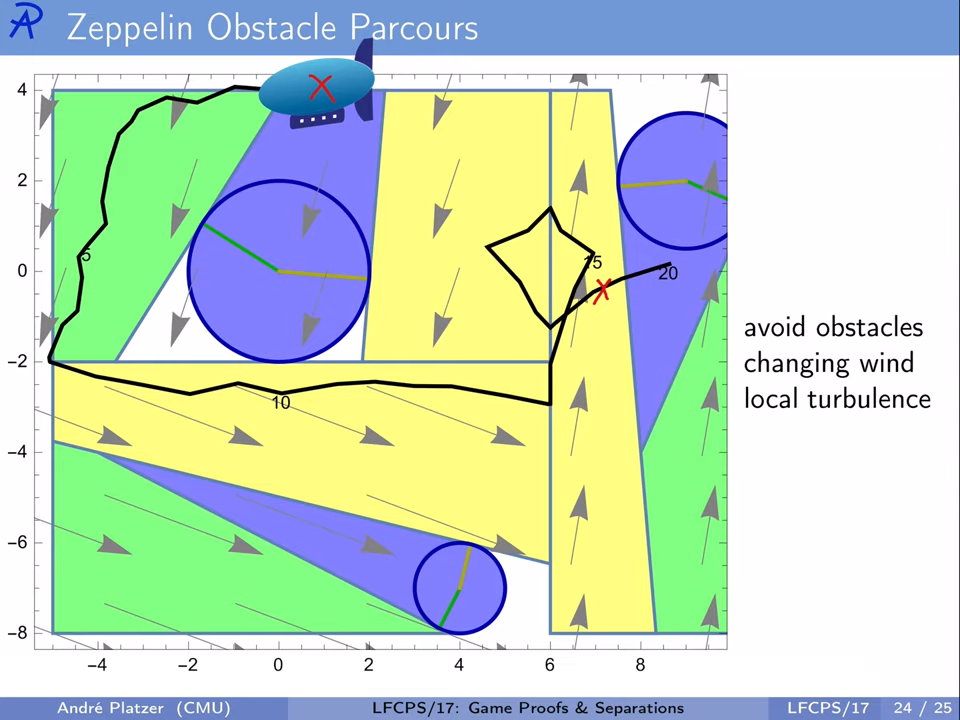 Zeppelin Obstacle Parcours
4
2
0
−2
−4
−6
−8
−4
−2
0
2
4
6
8
5
10
15
20
X
X
avoid obstacles
changing wind
local turbulence
André Platzer (CMU)
LFCPS/17: Game Proofs & Separations
LFCPS/17
24 / 25